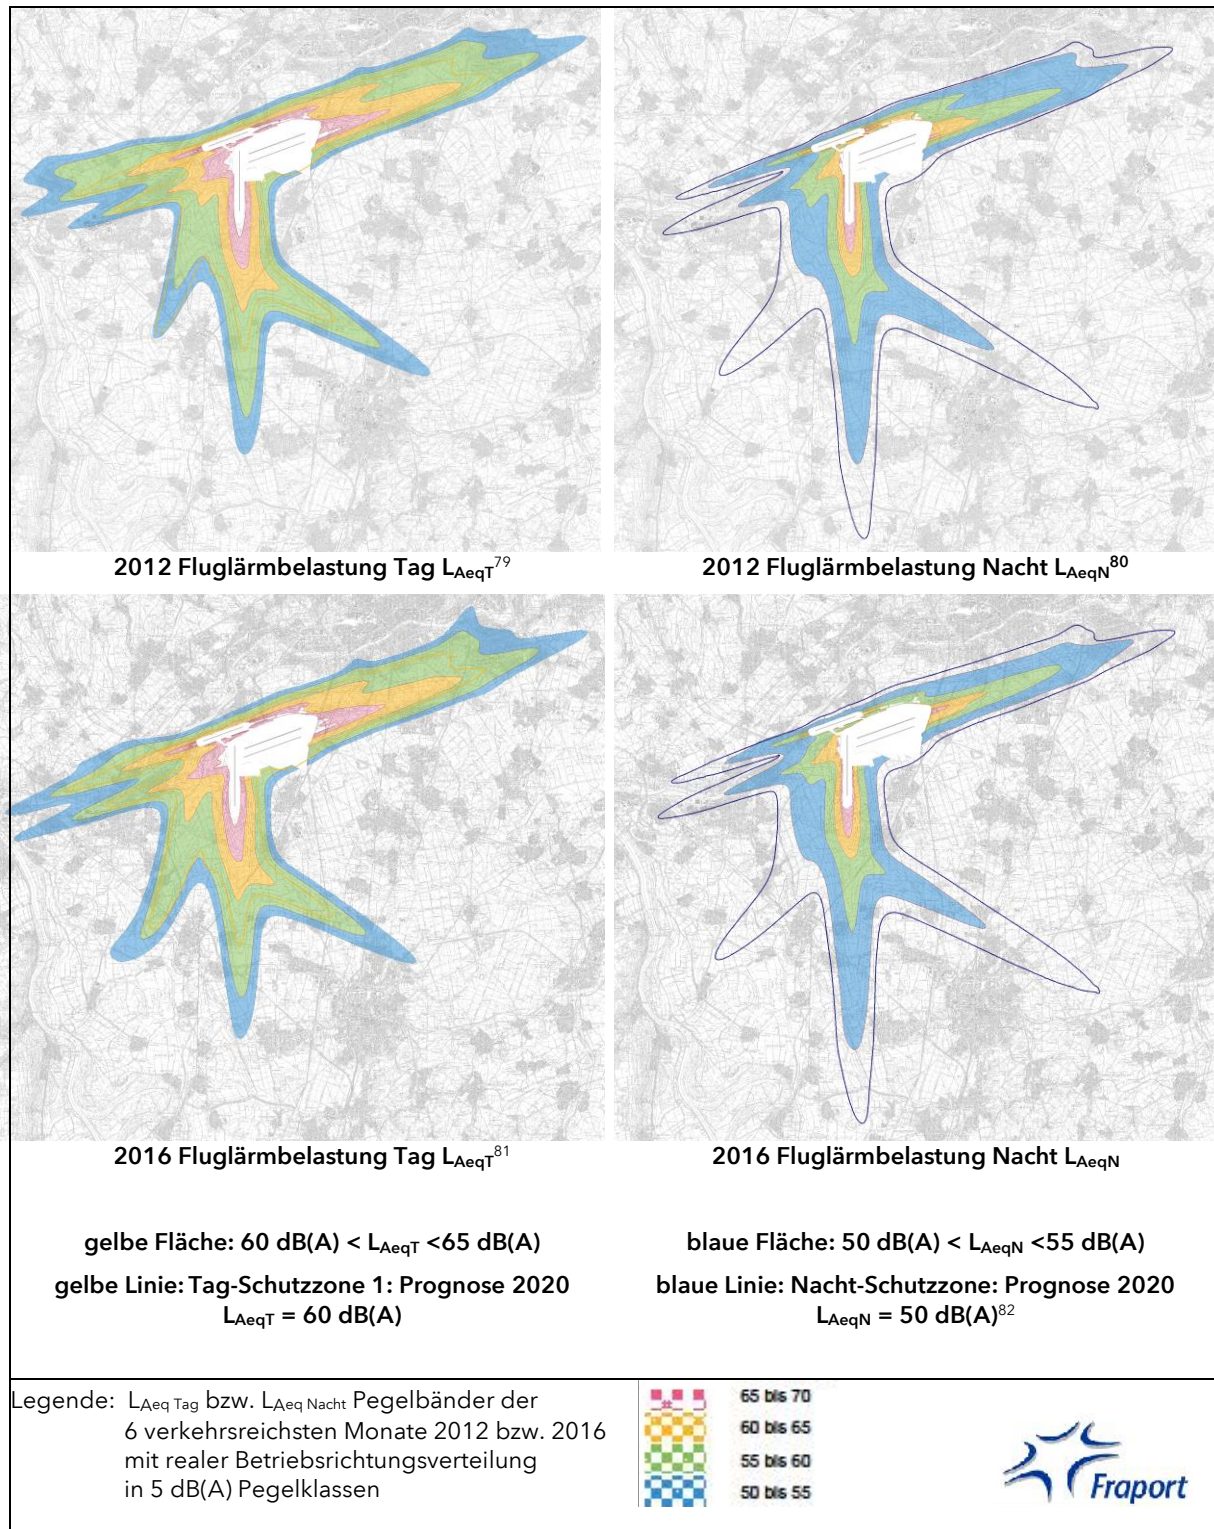 2012 Fluglärmbelastung Tag LAeqT79
2012 Fluglärmbelastung Nacht LAeqN80
2016 Fluglärmbelastung Tag LAeqT81
2016 Fluglärmbelastung Nacht LAeqN
gelbe Fläche: 60 dB(A) < LAeqT <65 dB(A)
gelbe Linie: Tag-Schutzzone 1: Prognose 2020
LAeqT = 60 dB(A)
blaue Fläche: 50 dB(A) < LAeqN <55 dB(A)
blaue Linie: Nacht-Schutzzone: Prognose 2020
LAeqN = 50 dB(A)82
Legende: LAeq Tag bzw. LAeq Nacht Pegelbänder der
6 verkehrsreichsten Monate 2012 bzw. 2016
mit realer Betriebsrichtungsverteilung
in 5 dB(A) Pegelklassen
65 bis 70
60 bis 65
55 bis 60
50 bis 55
Fraport